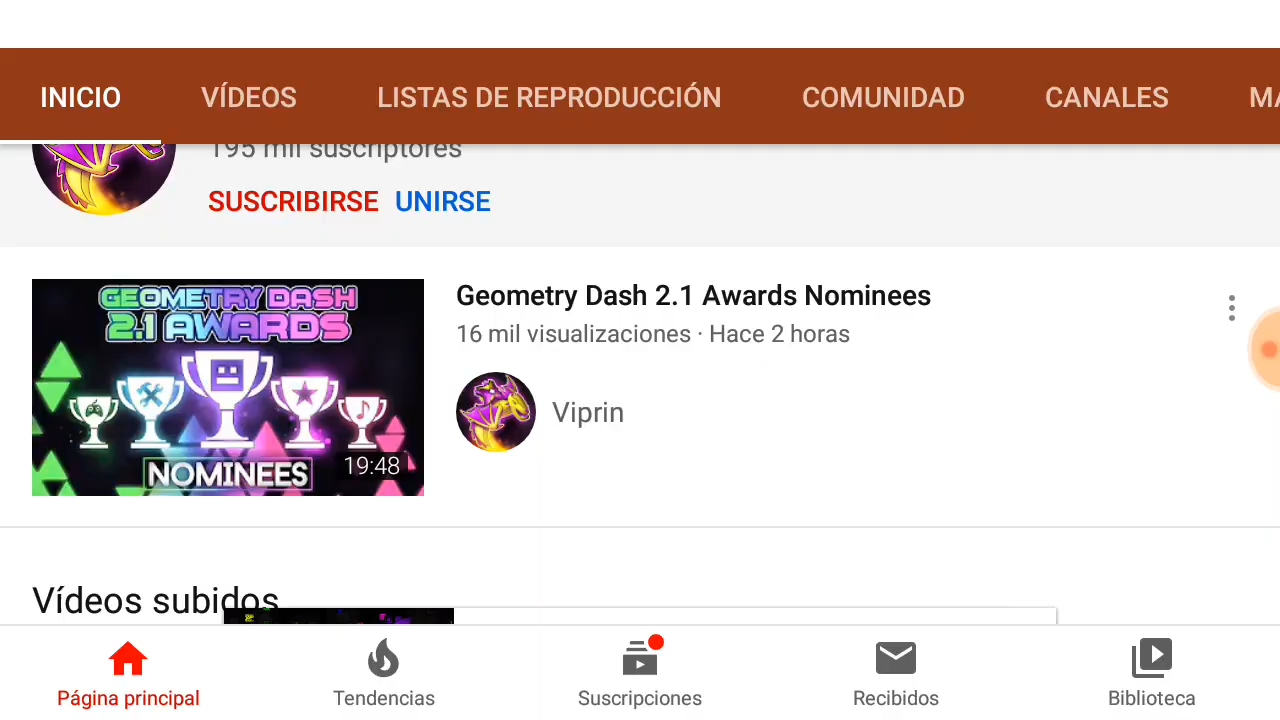 INICIO VÍDEOS LISTAS DE REPRODUCCIÓN COMUNIDAD CANALES MÁ
195 mil suscriptores
SUSCRIBIRSE UNIRSE
GEOMETRY DASH
2.1 AWARDS
NOMINEES
19:48
Geometry Dash 2.1 Awards Nominees
16 mil visualizaciones · Hace 2 horas
Viprin
Vídeos subidos
Página principal Tendencias Suscripciones Recibidos Biblioteca